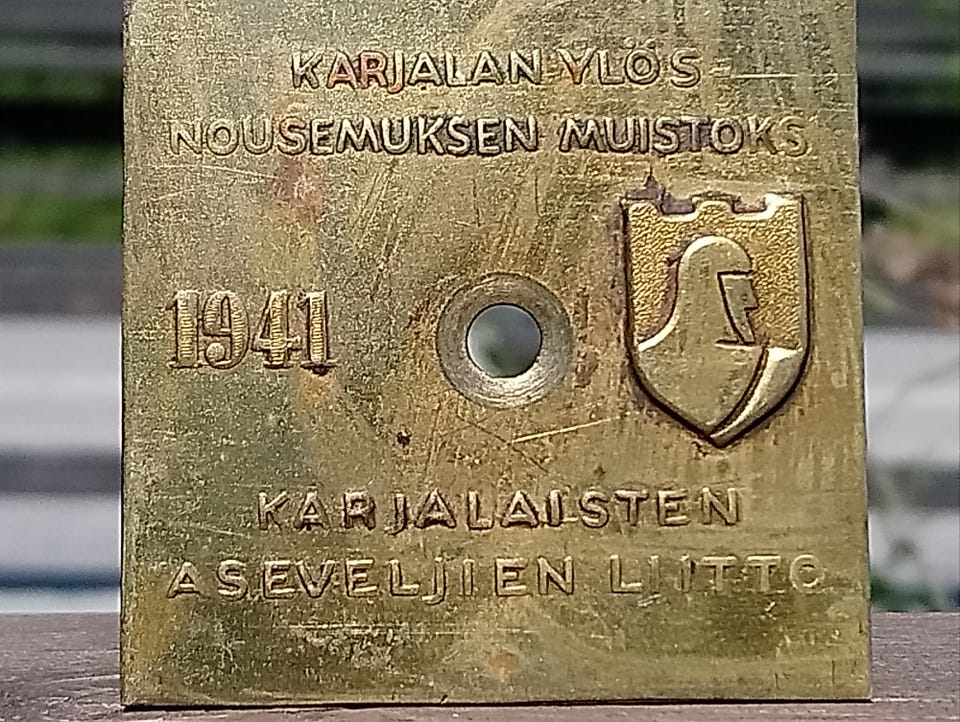 KARJALAN YLÖS
NOUSEMUKSEN MUISTOKS
1941
KARJALAISTEN
ASEVELJIEN LIITTO